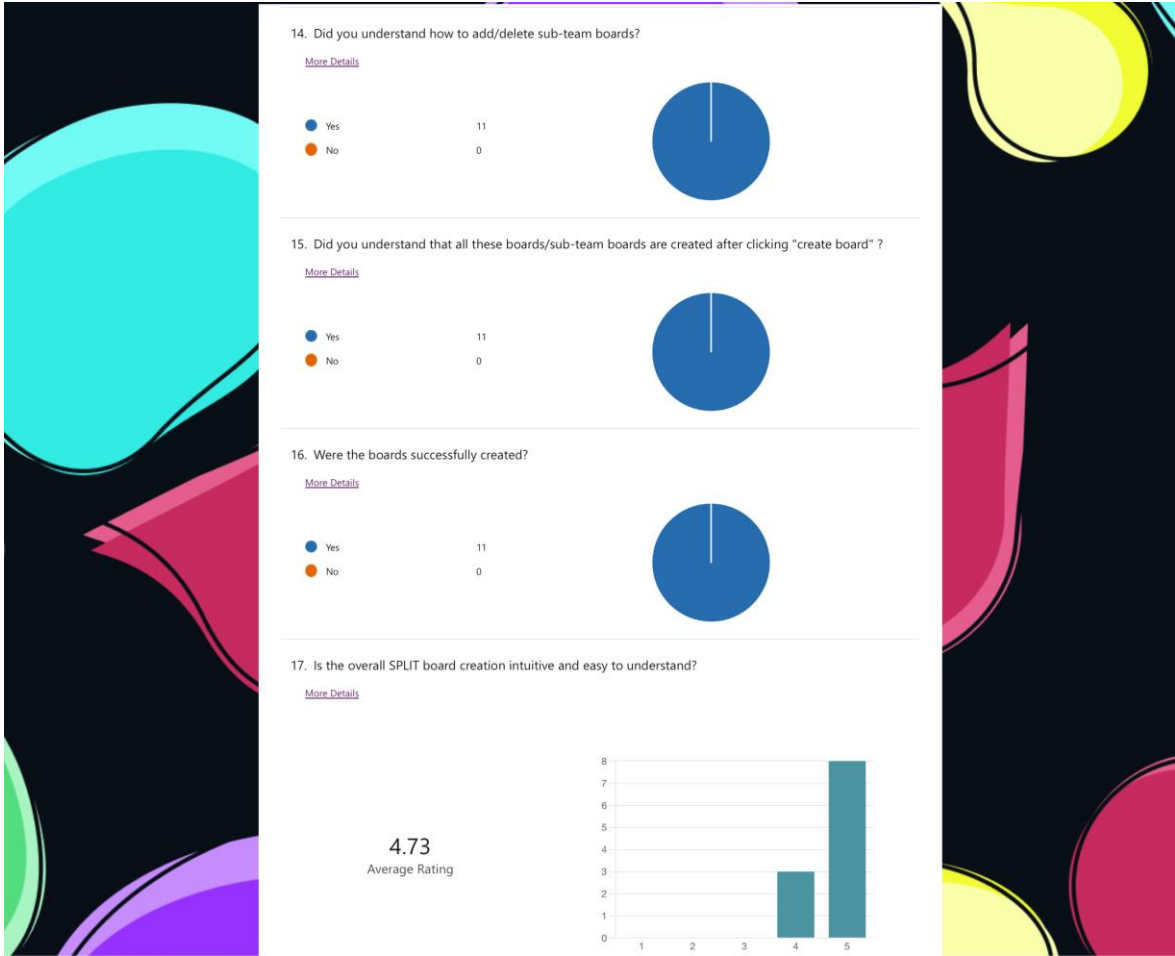 14. Did you understand how to add/delete sub-team boards?
More Details
Yes 11
No 0
15. Did you understand that all these boards/sub-team boards are created after clicking "create board" ?
More Details
Yes 11
No 0
16. Were the boards successfully created?
More Details
Yes 11
No 0
17. Is the overall SPLIT board creation intuitive and easy to understand?
More Details
4.73
Average Rating
8
7
6
5
4
3
2
1
0
1 2 3 4 5